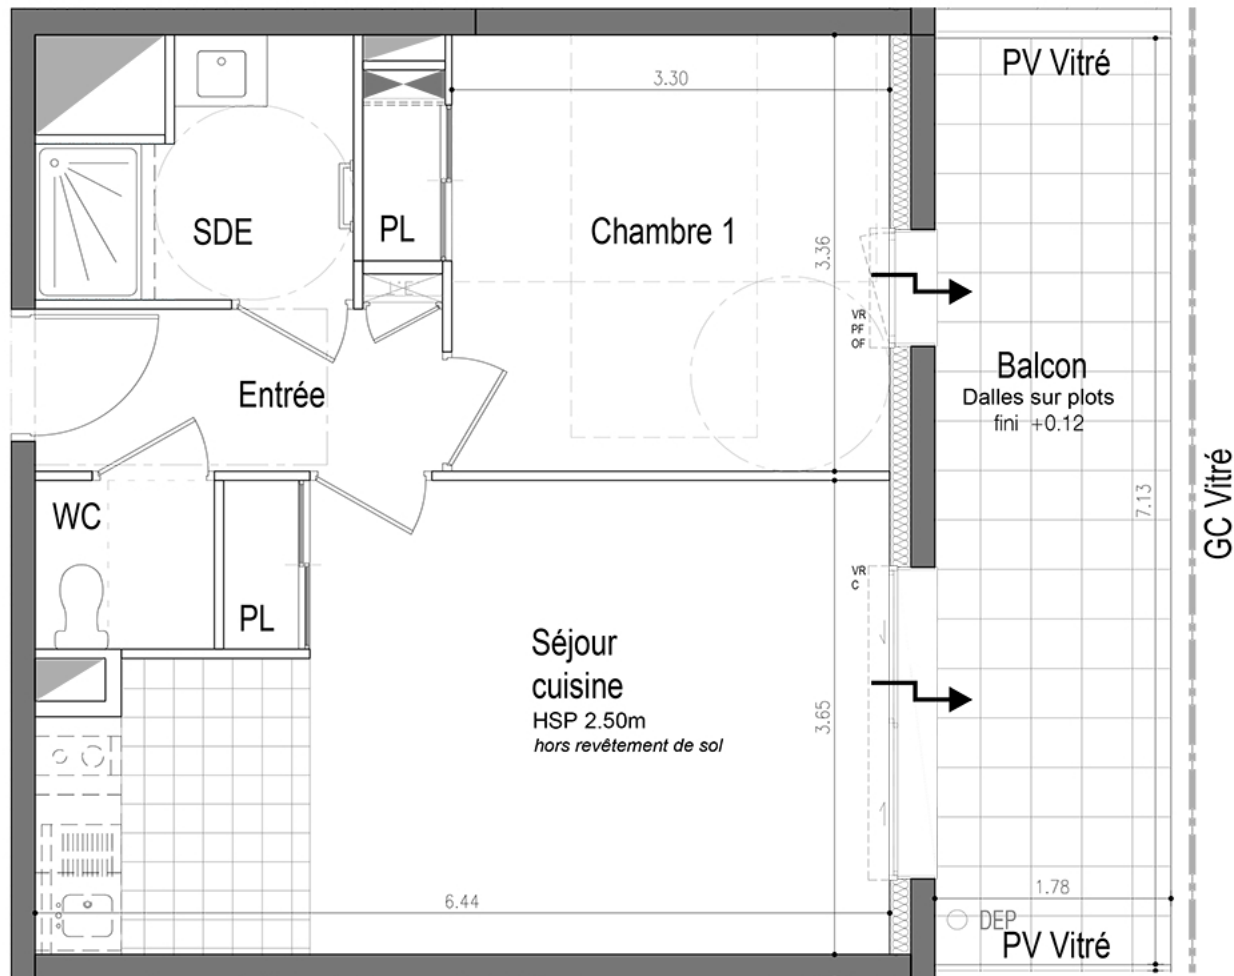 PV Vitré
3.30
SDE
PL
Chambre 1
3.36
VR
PF
OF
Balcon
Dalles sur plots
fini +0.12
Entrée
GC Vitré
WC
7.13
VR
C
PL
Séjour
cuisine
HSP 2.50m
hors revêtement de sol
3.65
6.44
1.78
DEP
PV Vitré